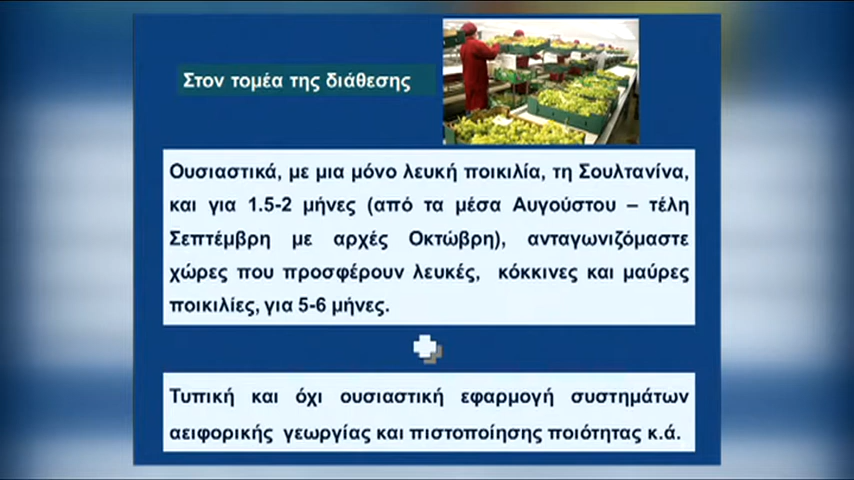 Στον τομέα της διάθεσης
Ουσιαστικά, με μια μόνο λευκή ποικιλία, τη Σουλτανίνα,
και για 1.5-2 μήνες (από τα μέσα Αυγούστου – τέλη
Σεπτέμβρη με αρχές Οκτώβρη), ανταγωνιζόμαστε
χώρες που προσφέρουν λευκές, κόκκινες και μαύρες
ποικιλίες, για 5-6 μήνες.
Τυπική και όχι ουσιαστική εφαρμογή συστημάτων
αειφορικής γεωργίας και πιστοποίησης ποιότητας κ.ά.